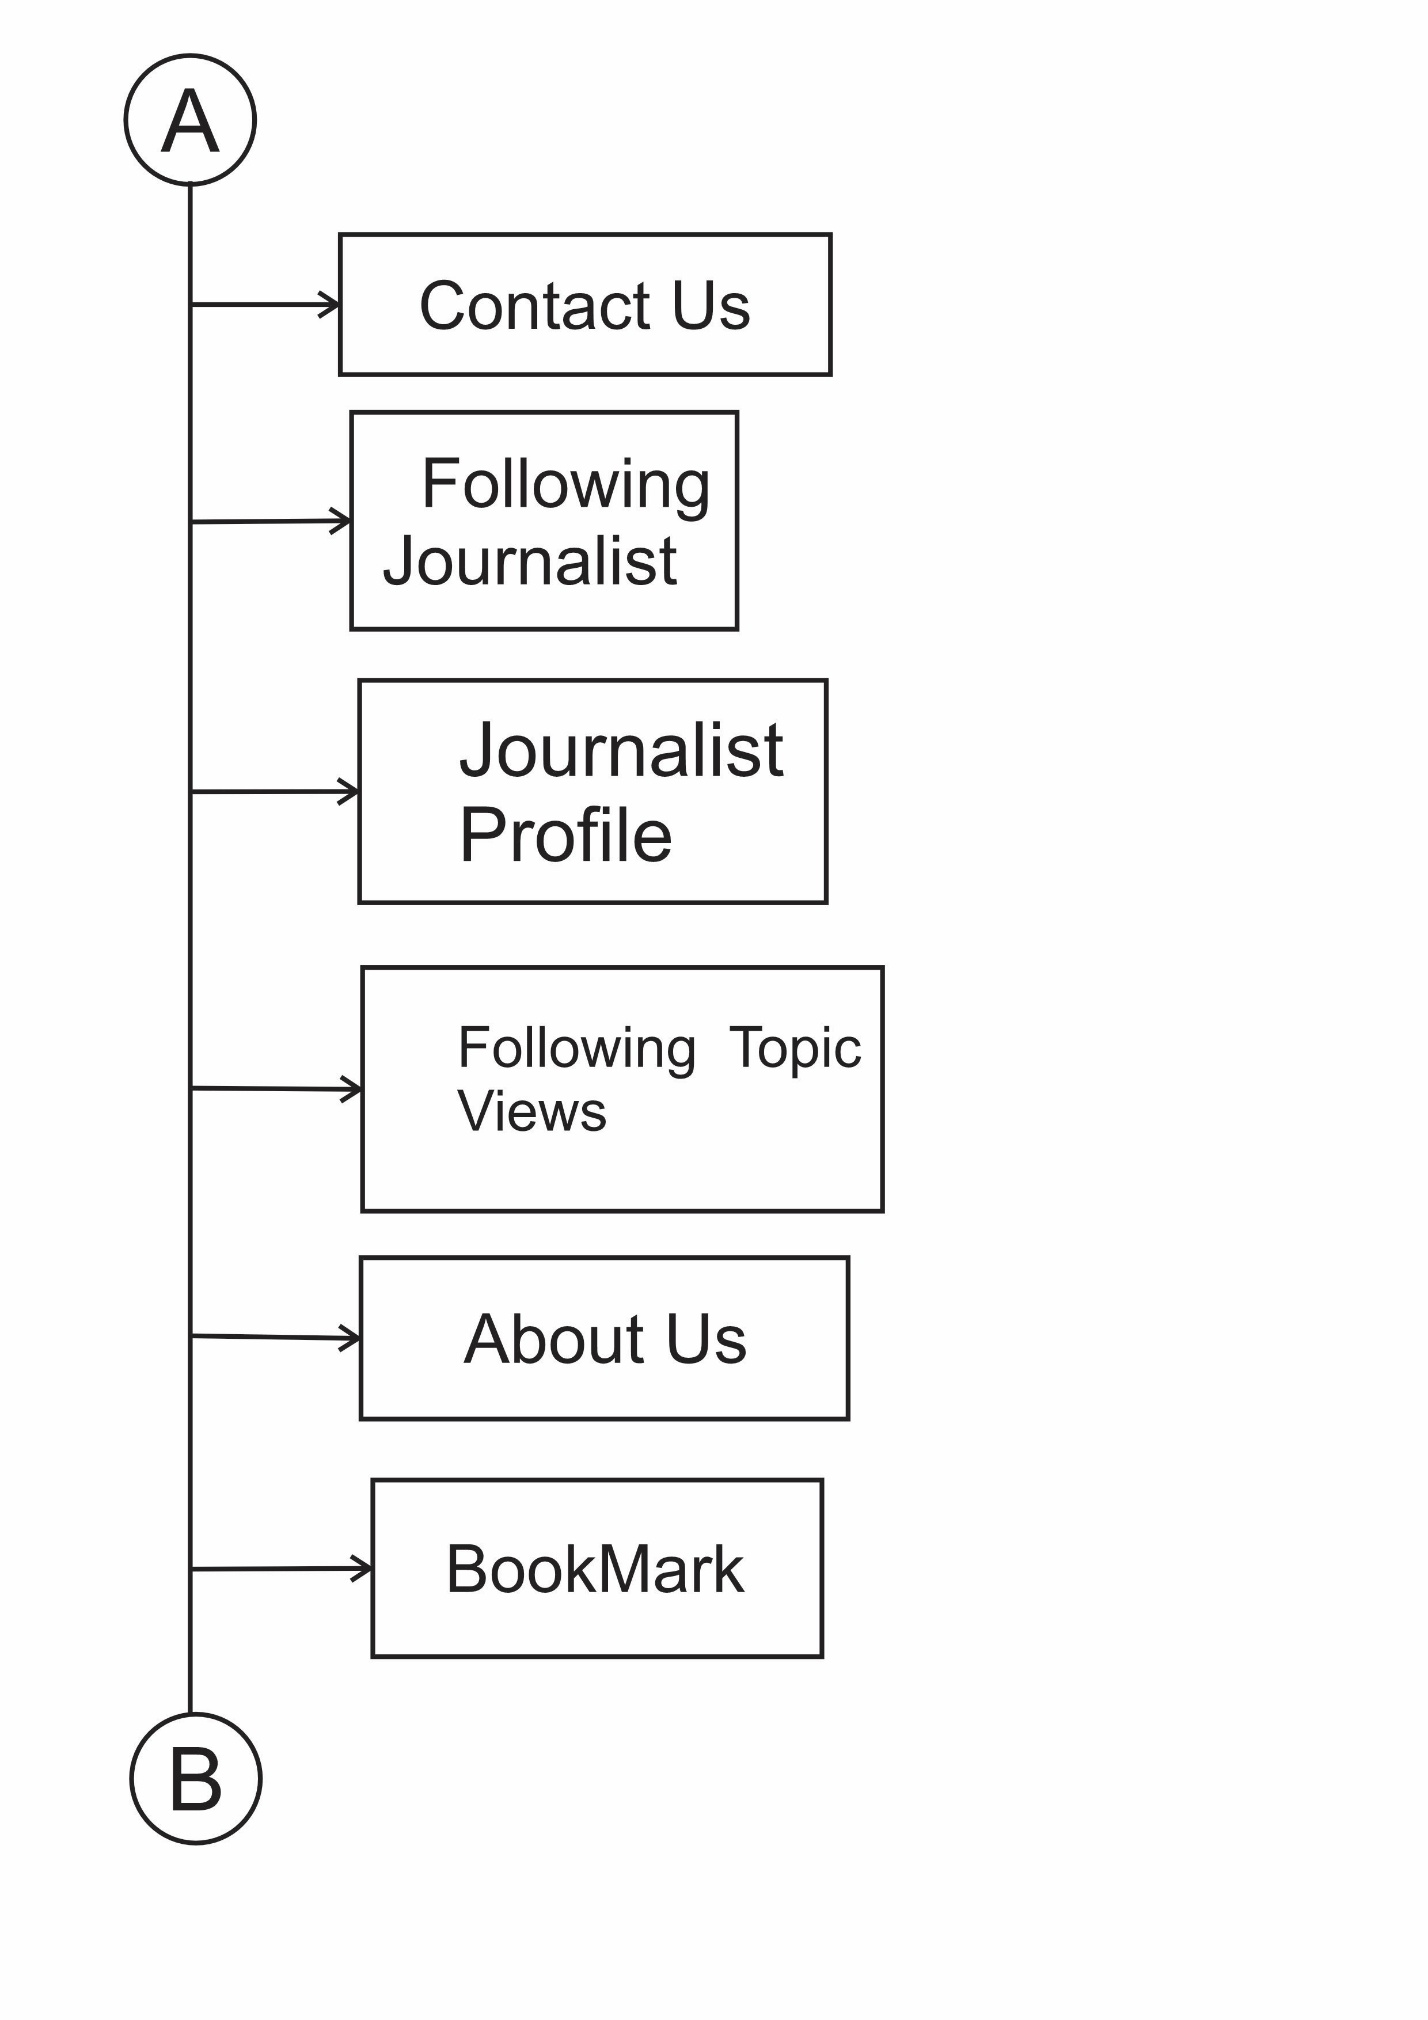 A
Contact Us
Following
Journalist
Journalist
Profile
Following Topic
Views
About Us
BookMark
B